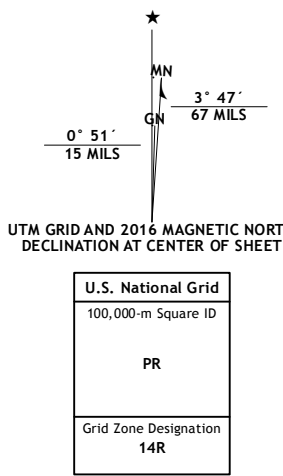 MN
GN
3° 47´
67 MILS
0° 51´
15 MILS
UTM GRID AND 2016 MAGNETIC NORT
DECLINATION AT CENTER OF SHEET
U.S. National Grid
100,000-m Square ID
PR
Grid Zone Designation
14R